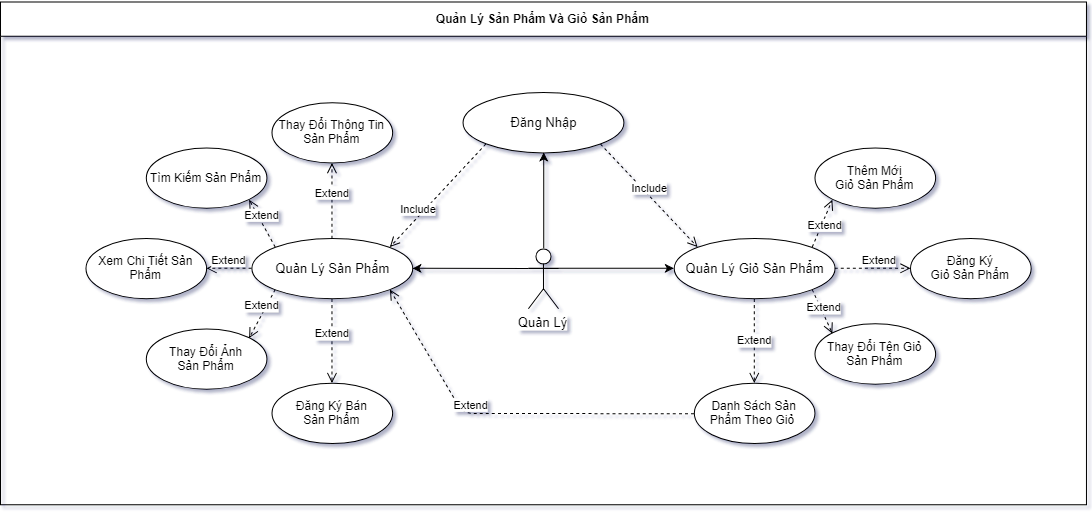 Quản Lý Sản Phẩm Và Giỏ Sản Phẩm
Đăng Nhập
Thay Đổi Thông Tin
Sản Phẩm
Tìm Kiếm Sản Phẩm
Thêm Mới
Giỏ Sản Phẩm
Extend
Include
Include
Extend
Extend
Xem Chi Tiết Sản
Phẩm
Extend
Quản Lý Sản Phẩm
Quản Lý Giỏ Sản Phẩm
Extend
Đăng Ký
Giỏ Sản Phẩm
Extend
Extend
Quản Lý
Extend
Extend
Thay Đổi Ảnh
Sản Phẩm
Thay Đổi Tên Giỏ
Sản Phẩm
Đăng Ký Bán
Sản Phẩm
Extend
Danh Sách Sản
Phẩm Theo Giỏ